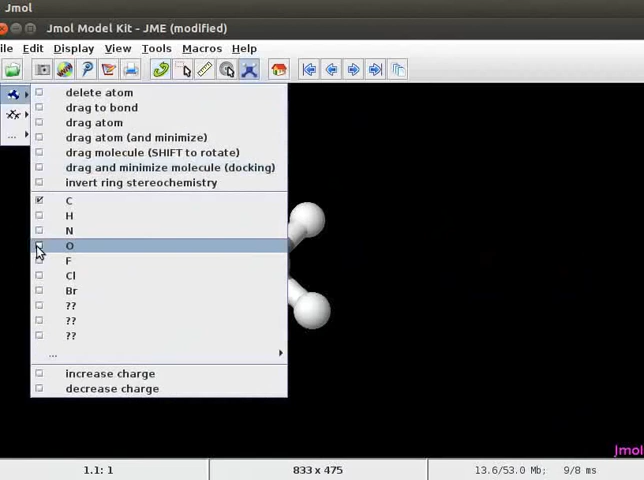 Jmol
Jmol Model Kit - JME (modified)
ile Edit Display View Tools Macros Help
delete atom
drag to bond
drag atom
drag atom (and minimize)
drag molecule (SHIFT to rotate)
drag and minimize molecule (docking)
invert ring stereochemistry
C
H
N
O
F
Cl
Br
??
??
??
...
...
increase charge
decrease charge
Jmol
1.1: 1 833 x 475 13.6/53.0 Mb; 9/8 ms